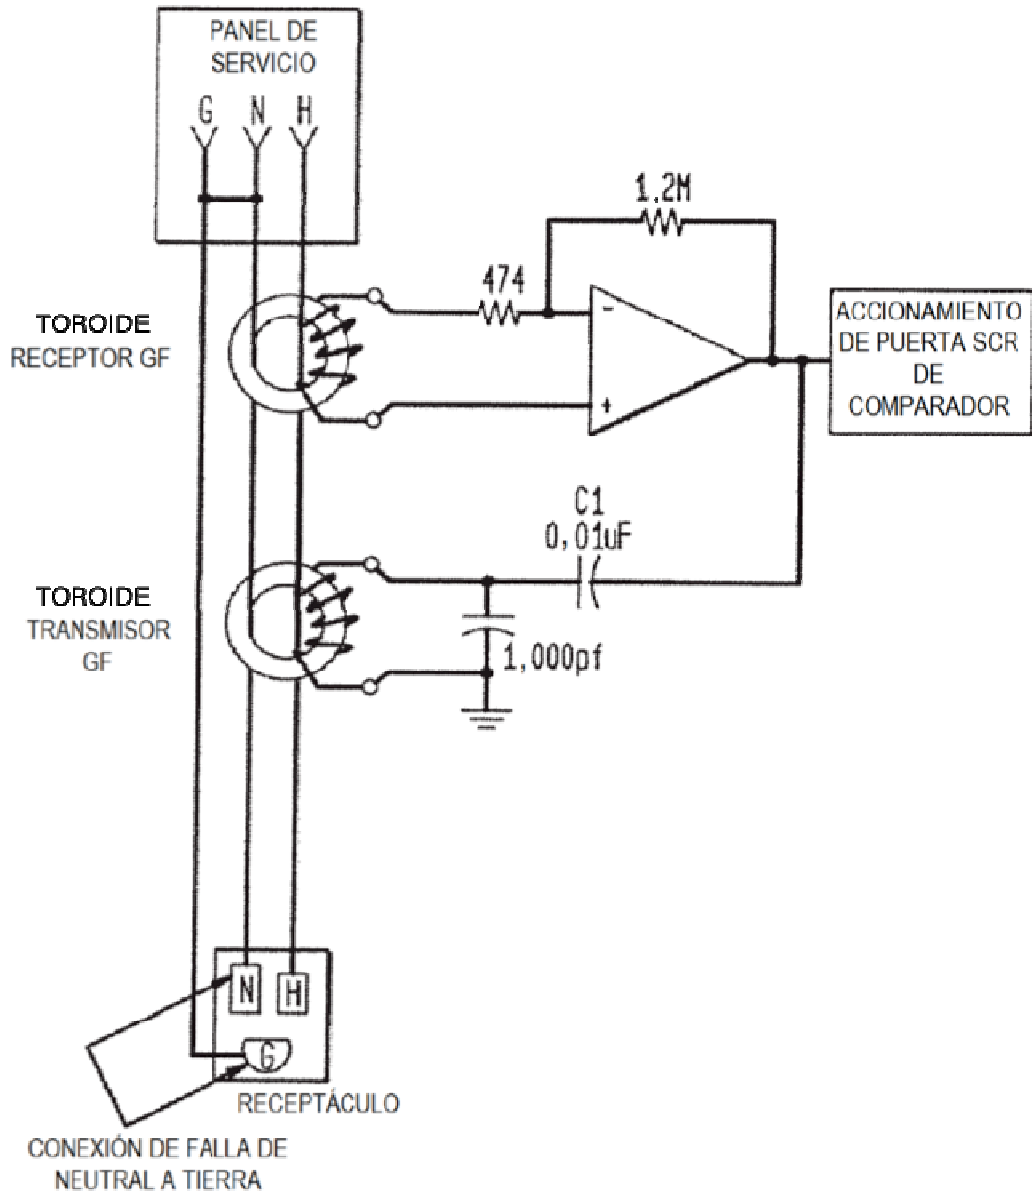 PANEL DE
SERVICIO
G N H
1.2M
474
TOROIDE
RECEPTOR GF
-
+
ACCIONAMIENTO
DE PUERTA SCR
DE
COMPARADOR
C1
0,01uF
TOROIDE
TRANSMISOR
GF
1,000pf
N H
G
RECEPTÁCULO
CONEXIÓN DE FALLA DE
NEUTRAL A TIERRA